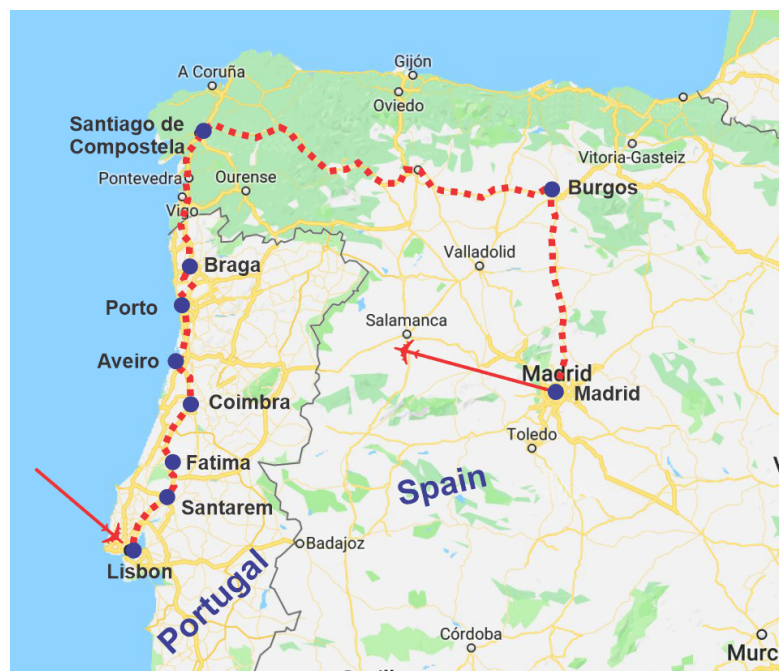 Gijón
A Coruña
Oviedo
Santiago de
Compostela
Vitoria-Gasteiz
Pontevedra
Ourense
Burgos
Vigo
Valladolid
Braga
Porto
Salamanca
Aveiro
Madrid
Madrid
Coimbra
Toledo
Fatima
Spain
Santarem
Badajoz
Lisbon
Portugal
Córdoba
Murc